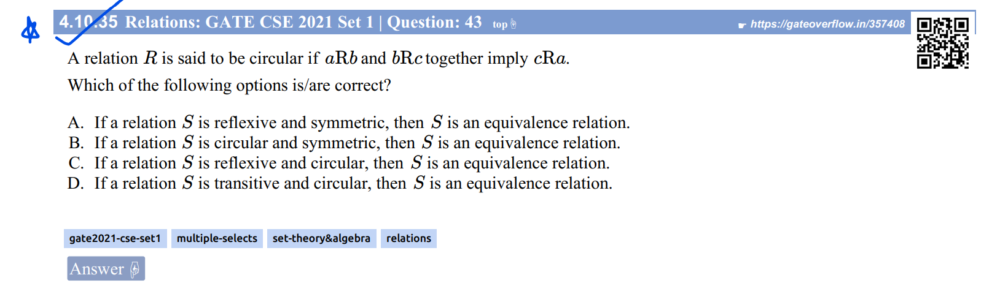 4.10.35 Relations: GATE CSE 2021 Set 1 | Question: 43 top ☟ ☛ https://gateoverflow.in/357408
A relation R is said to be circular if aRb and bRc together imply cRa.
Which of the following options is/are correct?
A. If a relation S is reflexive and symmetric, then S is an equivalence relation.
B. If a relation S is circular and symmetric, then S is an equivalence relation.
C. If a relation S is reflexive and circular, then S is an equivalence relation.
D. If a relation S is transitive and circular, then S is an equivalence relation.
gate2021-cse-set1 multiple-selects set-theory&algebra relations
Answer ☟